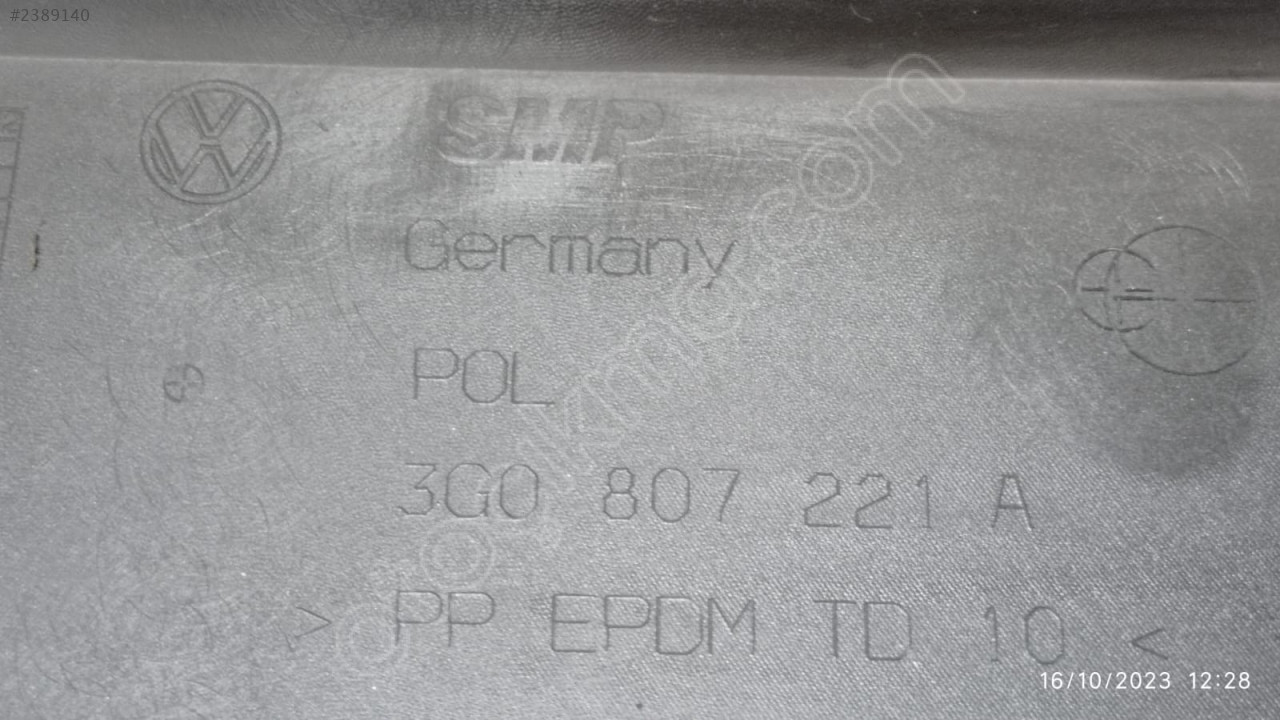 #2389140
SMP
Germany
POL
3G0 807 221 A
> PP EPDM TD 10 <
16/10/2023 12:28